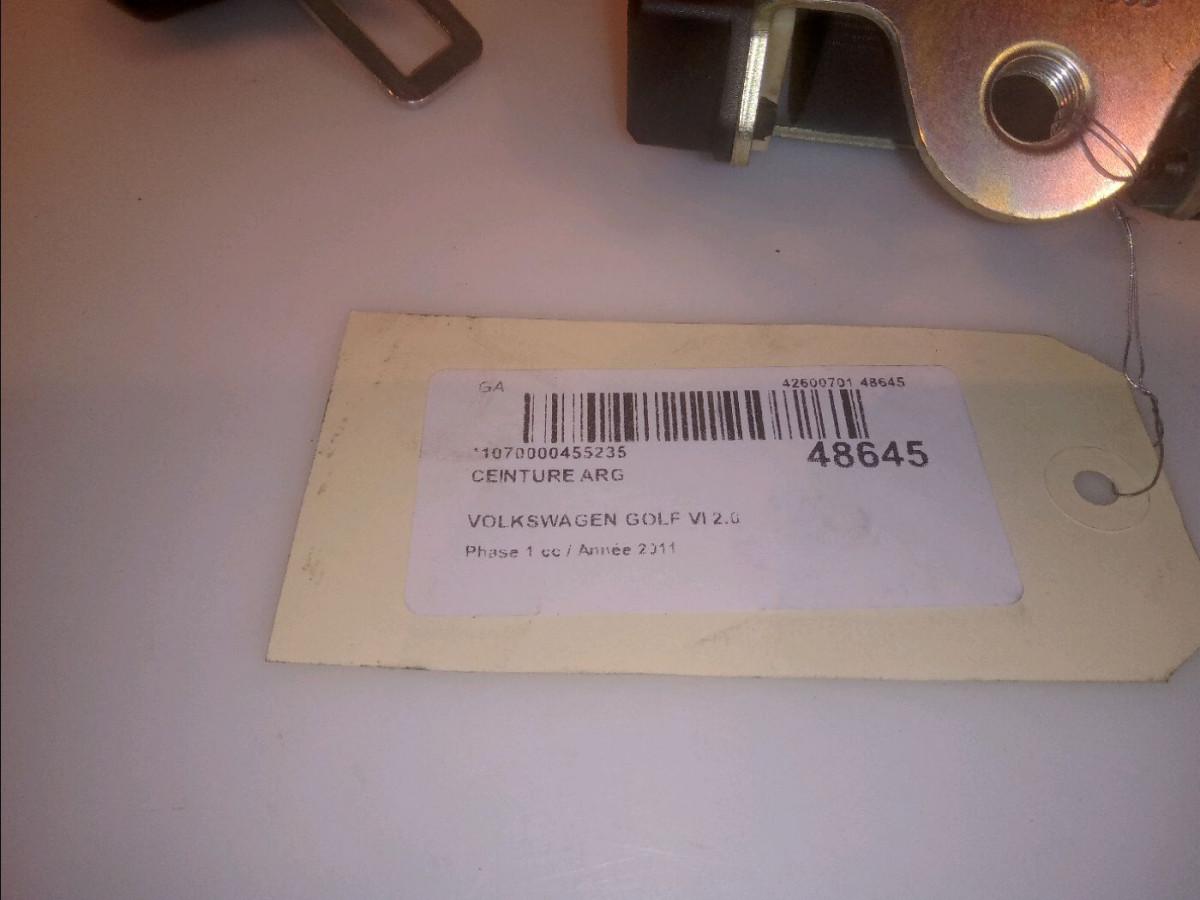 GA 42600701 48645
*1070000455235 48645
CEINTURE ARG
VOLKSWAGEN GOLF VI 2.0
Phase 1 cc / Année 2011